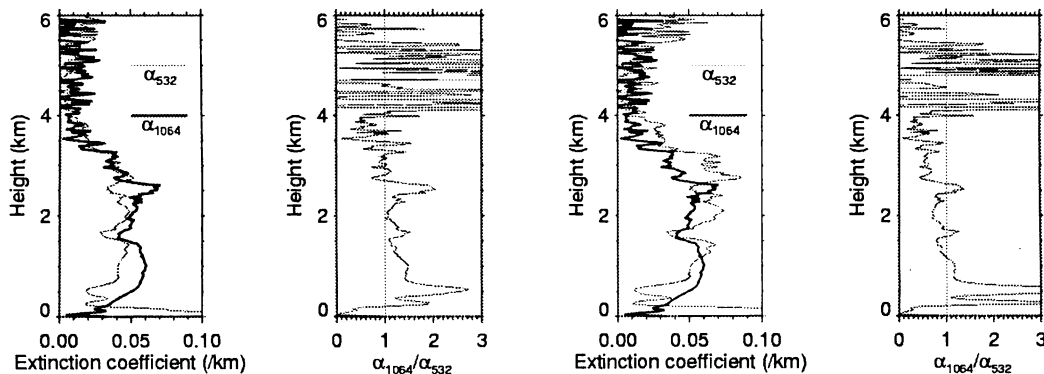 6
4
2
0
Height (km)
α532
α1064
0.00 0.05 0.10
Extinction coefficient (/km)
6
4
2
0
Height (km)
0 1 2 3
α1064/α532
6
4
2
0
Height (km)
α532
α1064
0.00 0.05 0.10
Extinction coefficient (/km)
6
4
2
0
Height (km)
0 1 2 3
α1064/α532